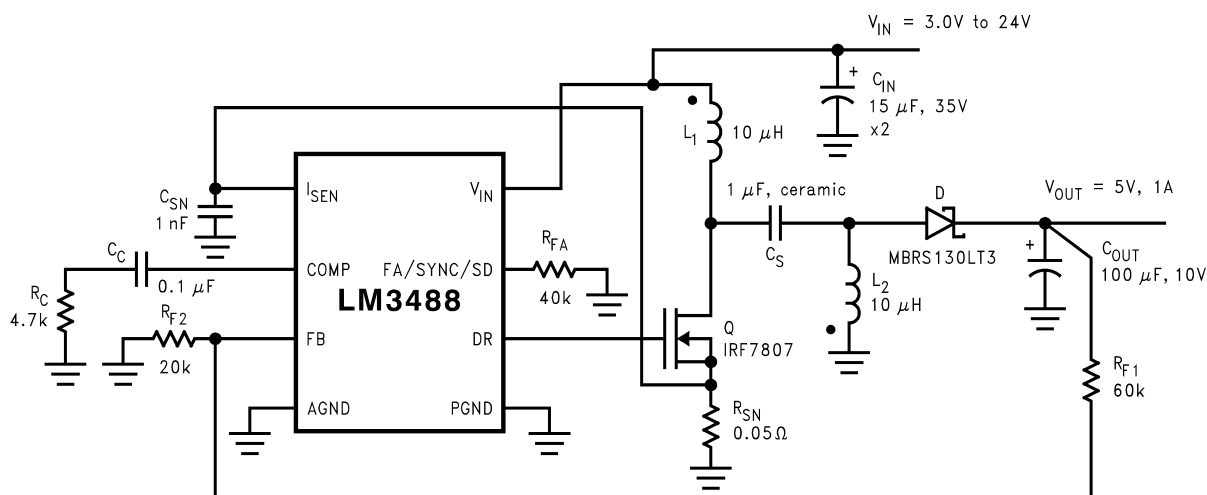 V_IN = 3.0V to 24V
+
C_IN
15 μF, 35V
x2
L_1
10 μH
I_SEN
V_IN
C_SN
1 nF
1 μF, ceramic
C_S
D
MBRS130LT3
V_OUT = 5V, 1A
+
C_OUT
100 μF, 10V
R_FA
40k
C_C
0.1 μF
COMP
FA/SYNC/SD
LM3488
R_C
4.7k
R_F2
20k
FB
DR
Q
IRF7807
L_2
10 μH
R_F1
60k
AGND
PGND
R_SN
0.05Ω